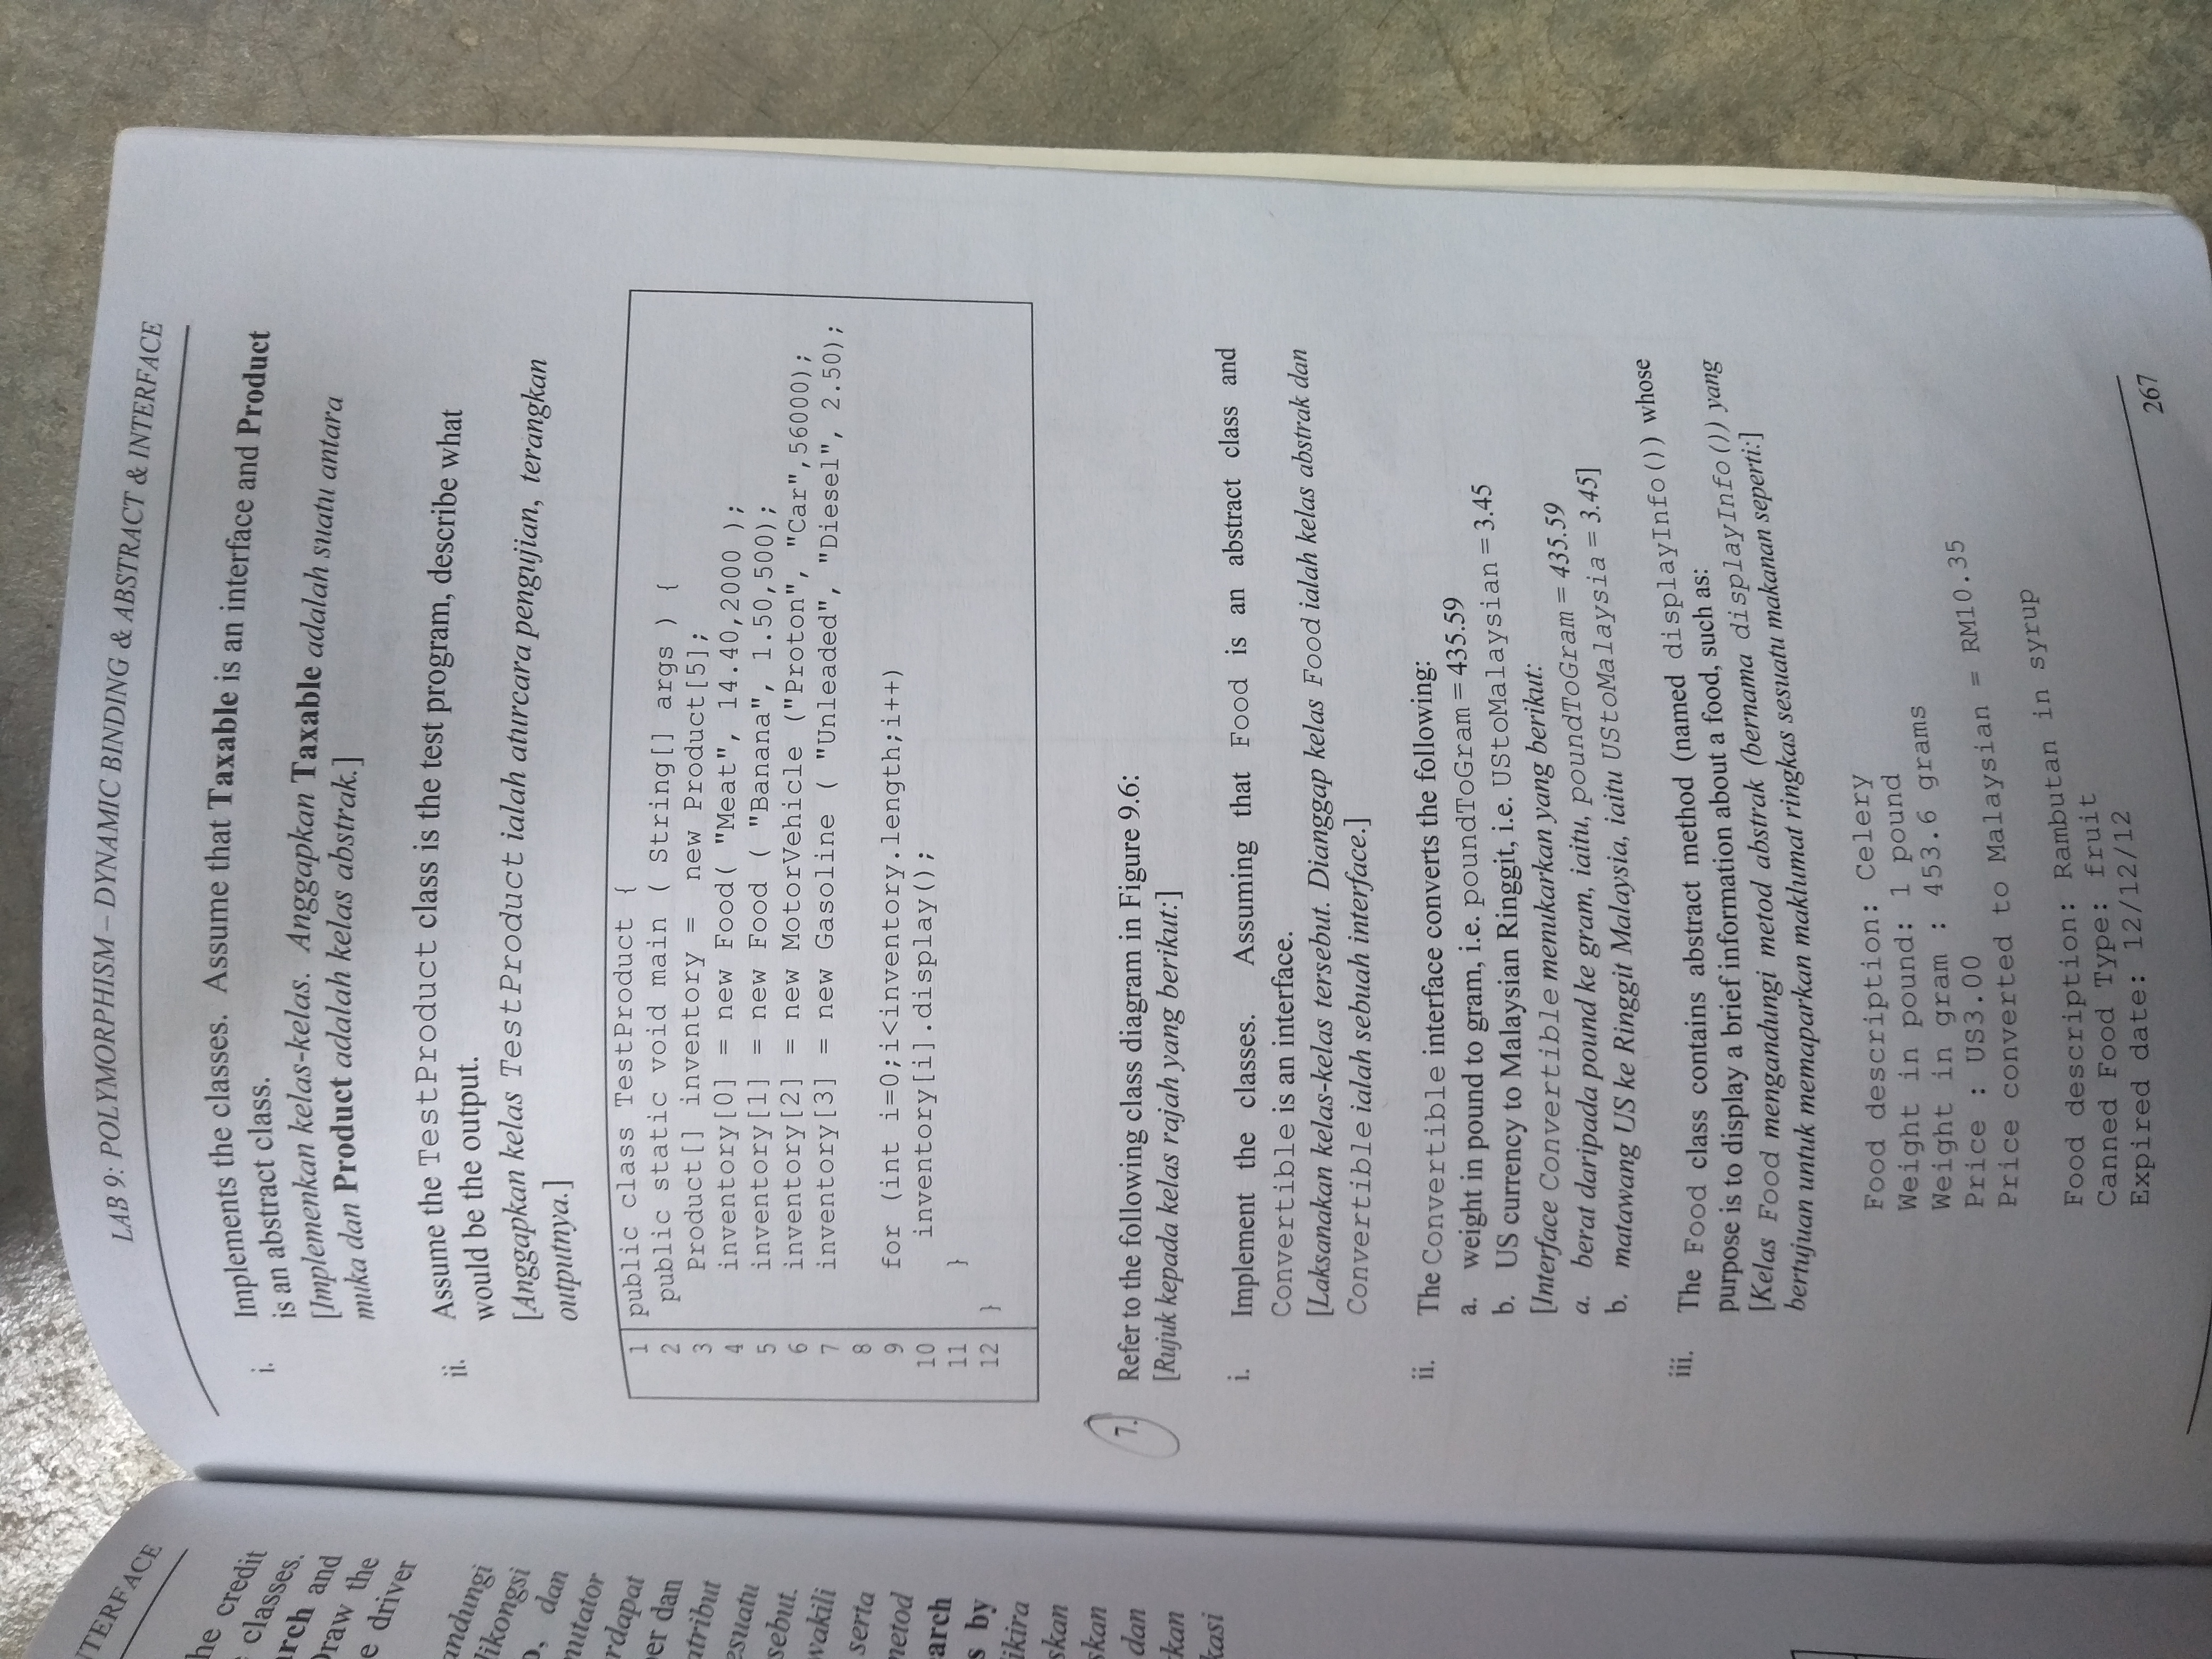 NTERFACE
he credit
classes.
arch and
Draw the
e driver
andungi
likongsi
dan
mutator
rdapat
er dan
atribut
esuatu
sebut.
wakili
serta
metod
arch
s by
ikira
skan
skan
dan
kan
kasi
LAB 9: POLYMORPHISM – DYNAMIC BINDING & ABSTRACT & INTERFACE
i. Implements the classes. Assume that Taxable is an interface and Product
is an abstract class.
[Implemenkan kelas-kelas. Anggapkan Taxable adalah suatu antara
muka dan Product adalah kelas abstrak.]
ii. Assume the TestProduct class is the test program, describe what
would be the output.
[Anggapkan kelas TestProduct ialah aturcara pengujian, terangkan
outputnya.]
1 public class TestProduct {
2 public static void main ( String[] args ) {
3 Product[] inventory = new Product[5];
4 inventory[0] = new Food( "Meat", 14.40,2000 );
5 inventory[1] = new Food ( "Banana", 1.50,500);
6 inventory[2] = new MotorVehicle ("Proton", "Car",56000);
7 inventory[3] = new Gasoline ( "Unleaded", "Diesel", 2.50);
8
9 for (int i=0;i<inventory.length;i++)
10 inventory[i].display();
11 }
12 }
7. Refer to the following class diagram in Figure 9.6:
[Rujuk kepada kelas rajah yang berikut:]
i. Implement the classes. Assuming that Food is an abstract class and
Convertible is an interface.
[Laksanakan kelas-kelas tersebut. Dianggap kelas Food ialah kelas abstrak dan
Convertible ialah sebuah interface.]
ii. The Convertible interface converts the following:
a. weight in pound to gram, i.e. poundToGram = 435.59
b. US currency to Malaysian Ringgit, i.e. UStoMalaysian = 3.45
[Interface Convertible menukarkan yang berikut:
a. berat daripada pound ke gram, iaitu, poundToGram = 435.59
b. matawang US ke Ringgit Malaysia, iaitu UStoMalaysia = 3.45]
iii. The Food class contains abstract method (named displayInfo()) whose
purpose is to display a brief information about a food, such as:
[Kelas Food mengandungi metod abstrak (bernama displayInfo()) yang
bertujuan untuk memaparkan maklumat ringkas sesuatu makanan seperti:]
Food description: Celery
Weight in pound: 1 pound
Weight in gram : 453.6 grams
Price : US3.00
Price converted to Malaysian = RM10.35
Food description: Rambutan in syrup
Canned Food Type: fruit
Expired date: 12/12/12
267